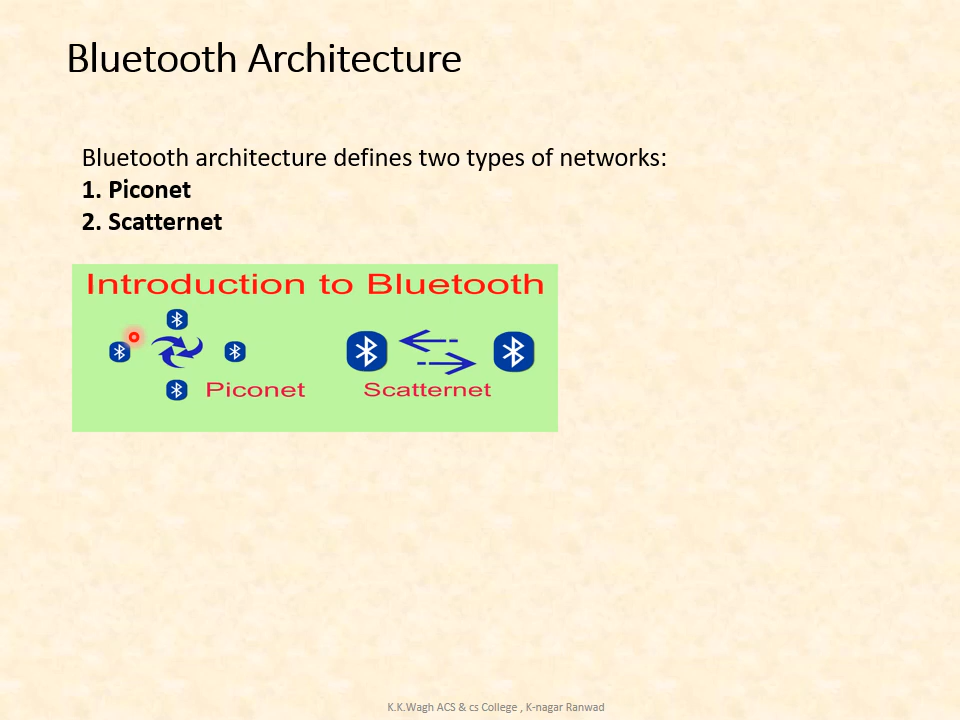 Bluetooth Architecture
Bluetooth architecture defines two types of networks:
1. Piconet
2. Scatternet
Introduction to Bluetooth
Piconet
Scatternet
K.K.Wagh ACS & cs College , K-nagar Ranwad